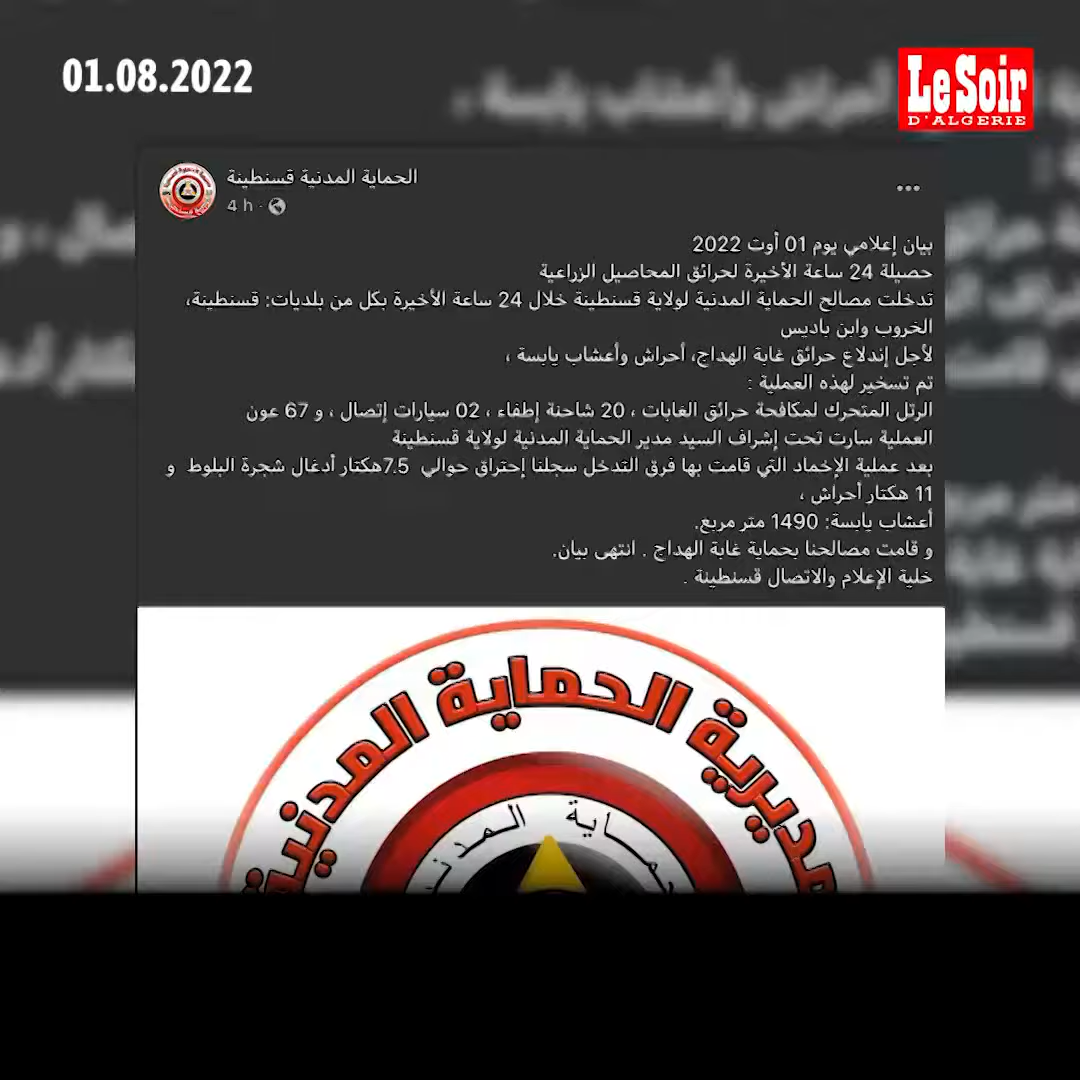 01.08.2022
Le Soir
D'ALGERIE
الحماية المدنية قسنطينة
4 h ·
بيان إعلامي يوم 01 أوت 2022
حصيلة 24 ساعة الأخيرة لحرائق المحاصيل الزراعية
تدخلت مصالح الحماية المدنية لولاية قسنطينة خلال 24 ساعة الأخيرة بكل من بلديات: قسنطينة،
الخروب وابن باديس
لأجل إندلاع حرائق غابة الهداج، أحراش وأعشاب يابسة ،
تم تسخير لهذه العملية :
الرتل المتحرك لمكافحة حرائق الغابات ، 20 شاحنة إطفاء ، 02 سيارات إتصال ، و 67 عون
العملية سارت تحت إشراف السيد مدير الحماية المدنية لولاية قسنطينة
بعد عملية الإخماد التي قامت بها فرق التدخل سجلنا إحتراق حوالي 7.5هكتار أدغال شجرة البلوط و
11 هكتار أحراش ،
أعشاب يابسة: 1490 متر مربع.
و قامت مصالحنا بحماية غابة الهداج . انتهى بيان.
خلية الإعلام والاتصال قسنطينة .
مديرية الحماية المدنية